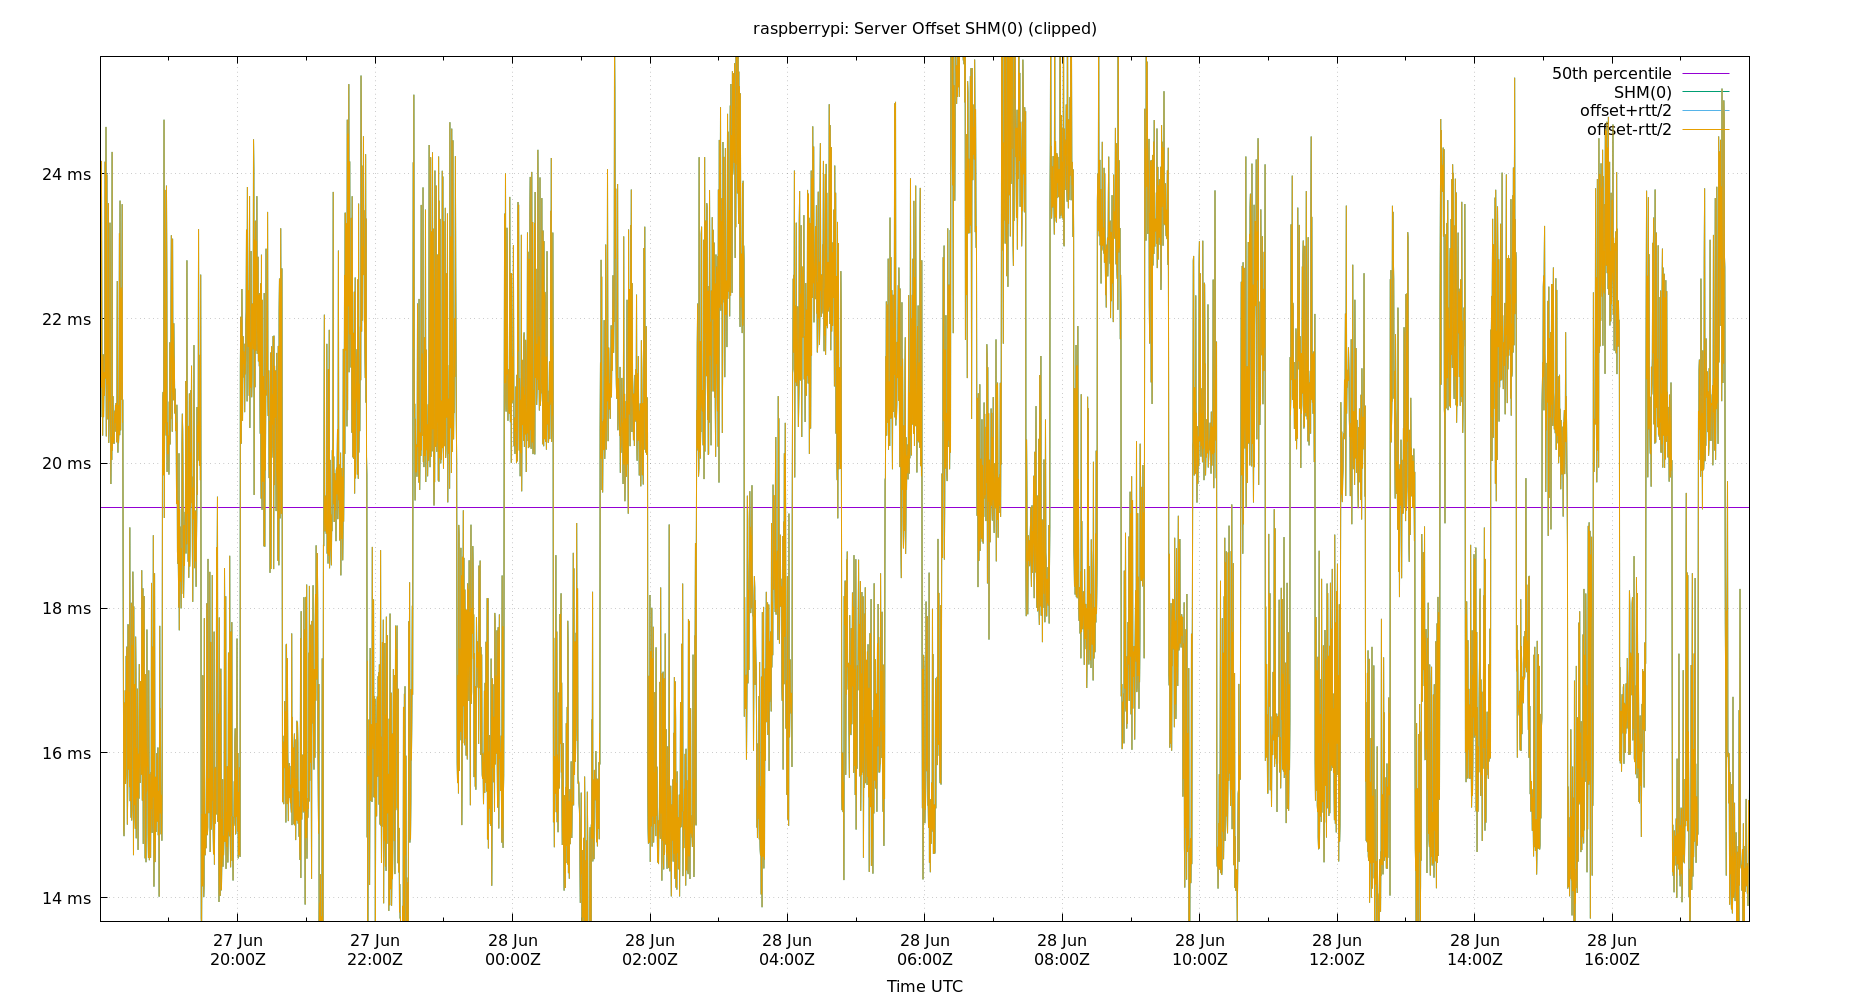 raspberrypi: Server Offset SHM(0) (clipped)
50th percentile
SHM(0)
offset+rtt/2
offset-rtt/2
24 ms
22 ms
20 ms
18 ms
16 ms
14 ms
27 Jun 27 Jun 28 Jun 28 Jun 28 Jun 28 Jun 28 Jun 28 Jun 28 Jun 28 Jun 28 Jun
20:00Z 22:00Z 00:00Z 02:00Z 04:00Z 06:00Z 08:00Z 10:00Z 12:00Z 14:00Z 16:00Z
Time UTC